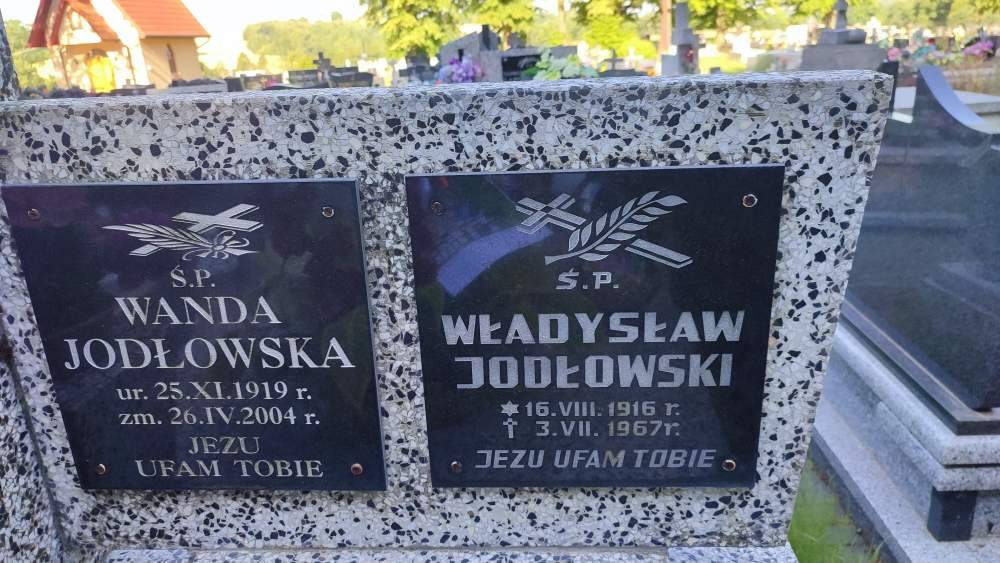 Ś.P.
WANDA
JODŁOWSKA
ur. 25.XI.1919 r.
zm. 26.IV.2004 r.
JEZU
UFAM TOBIE
Ś.P.
WŁADYSŁAW
JODŁOWSKI
✡ 16.VIII.1916 r.
† 3.VII.1967r.
JEZU UFAM TOBIE